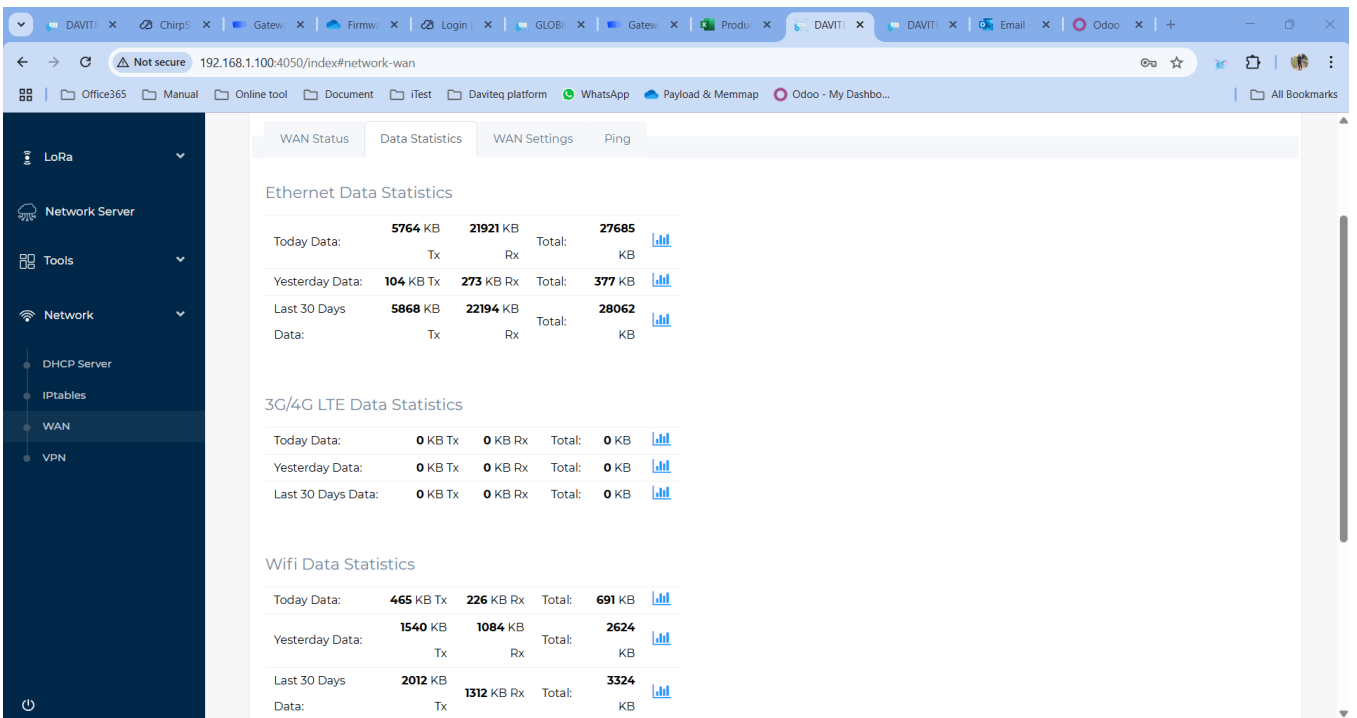 DAVITE
ChirpS
Gatew
Firmwa
Login |
GLOBI
Gatew
Produc
DAVITE
DAVITE
Email -
Odoo
Not secure 192.168.1.100:4050/index#network-wan
Office365 Manual Online tool Document iTest Daviteq platform WhatsApp Payload & Memmap Odoo - My Dashbo... All Bookmarks
LoRa
Network Server
Tools
Network
DHCP Server
IPtables
WAN
VPN
WAN Status Data Statistics WAN Settings Ping
Ethernet Data Statistics
Today Data: 5764 KB Tx 21921 KB Rx Total: 27685 KB
Yesterday Data: 104 KB Tx 273 KB Rx Total: 377 KB
Last 30 Days Data: 5868 KB Tx 22194 KB Rx Total: 28062 KB
3G/4G LTE Data Statistics
Today Data: 0 KB Tx 0 KB Rx Total: 0 KB
Yesterday Data: 0 KB Tx 0 KB Rx Total: 0 KB
Last 30 Days Data: 0 KB Tx 0 KB Rx Total: 0 KB
Wifi Data Statistics
Today Data: 465 KB Tx 226 KB Rx Total: 691 KB
Yesterday Data: 1540 KB Tx 1084 KB Rx Total: 2624 KB
Last 30 Days Data: 2012 KB Tx 1312 KB Rx Total: 3324 KB